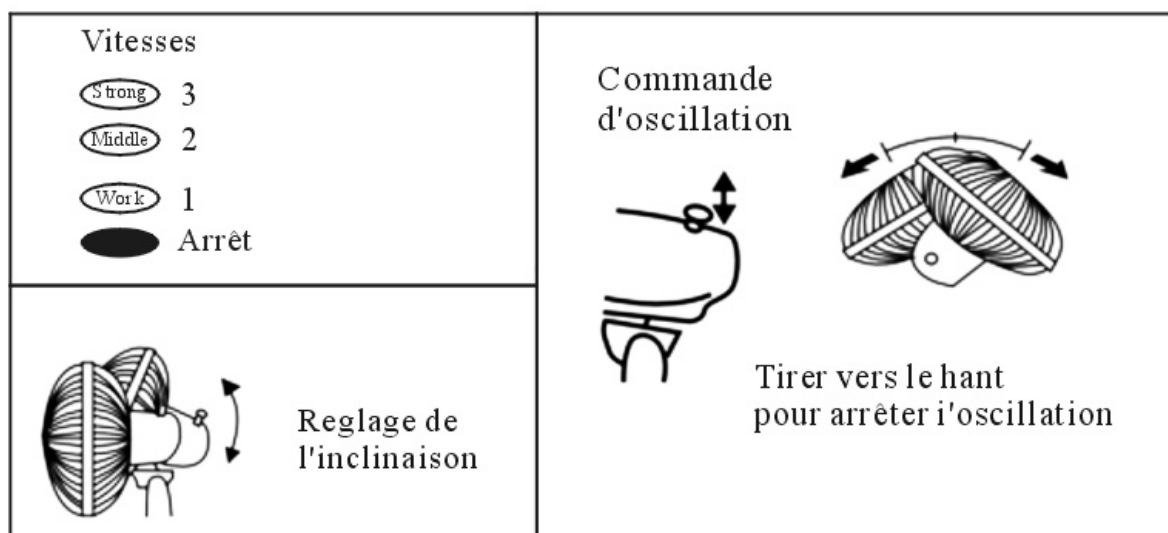 Vitesses
Strong 3
Middle 2
Work 1
Arrêt
Reglage de
l'inclinaison
Commande
d'oscillation
Tirer vers le hant
pour arrêter i'oscillation